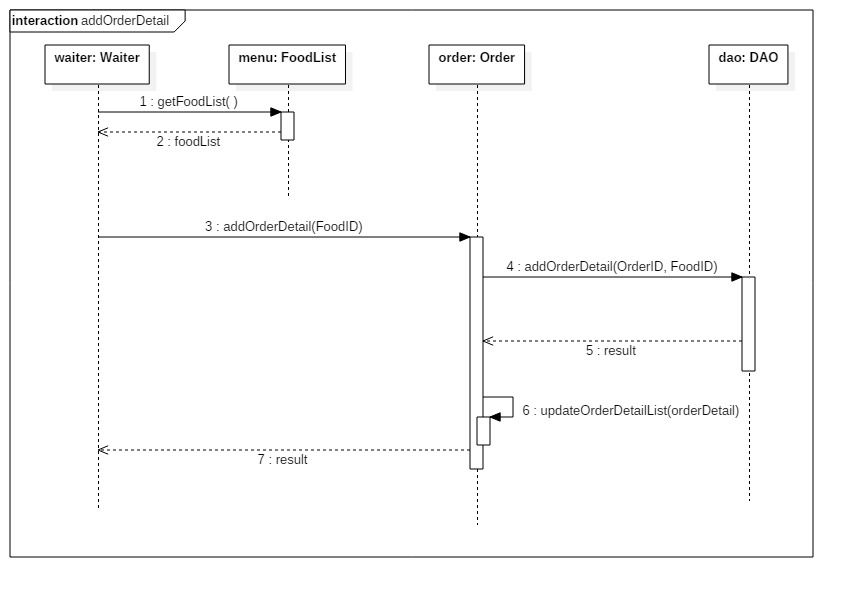 interaction addOrderDetail
waiter: Waiter
menu: FoodList
order: Order
dao: DAO
1 : getFoodList( )
2 : foodList
3 : addOrderDetail(FoodID)
4 : addOrderDetail(OrderID, FoodID)
5 : result
6 : updateOrderDetailList(orderDetail)
7 : result